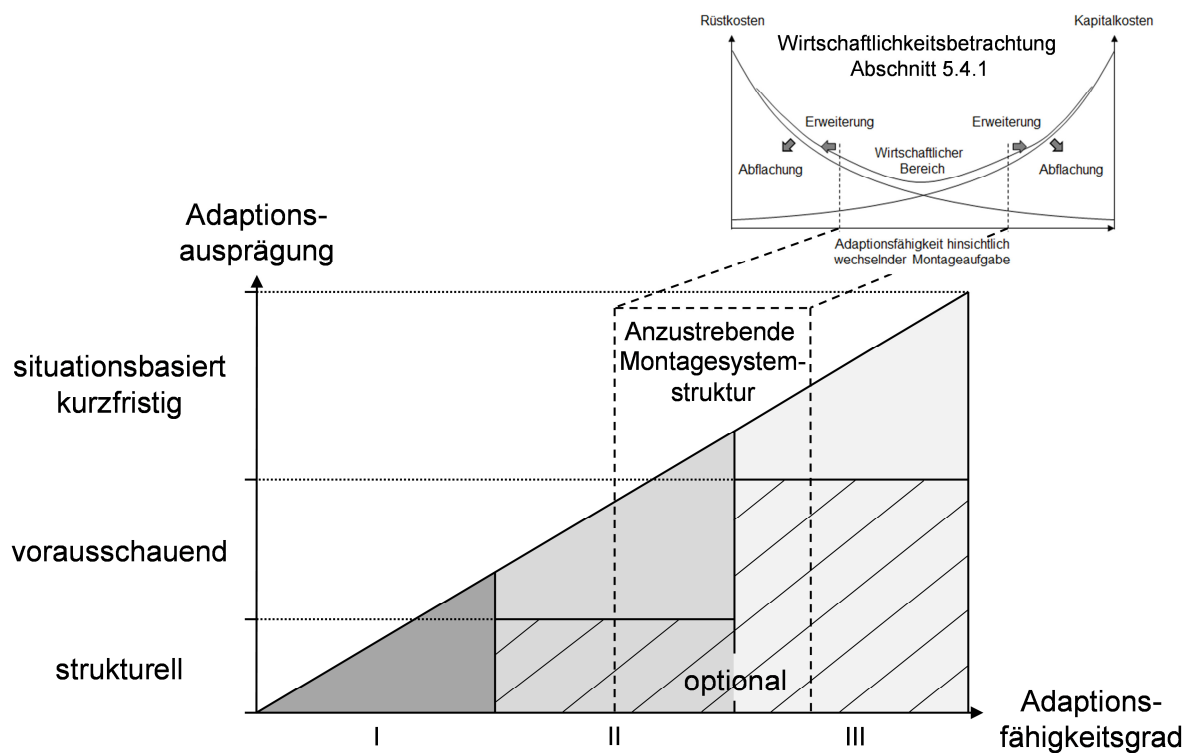 Rüstkosten
Kapitalkosten
Wirtschaftlichkeitsbetrachtung
Abschnitt 5.4.1
Erweiterung
Erweiterung
Wirtschaftlicher
Bereich
Abflachung
Abflachung
Adaptionsfähigkeit hinsichtlich
wechselnder Montageaufgabe
Adaptions-
ausprägung
Anzustrebende
Montagesystem-
struktur
situationsbasiert
kurzfristig
vorausschauend
strukturell
optional
Adaptions-
fähigkeitsgrad
I
II
III